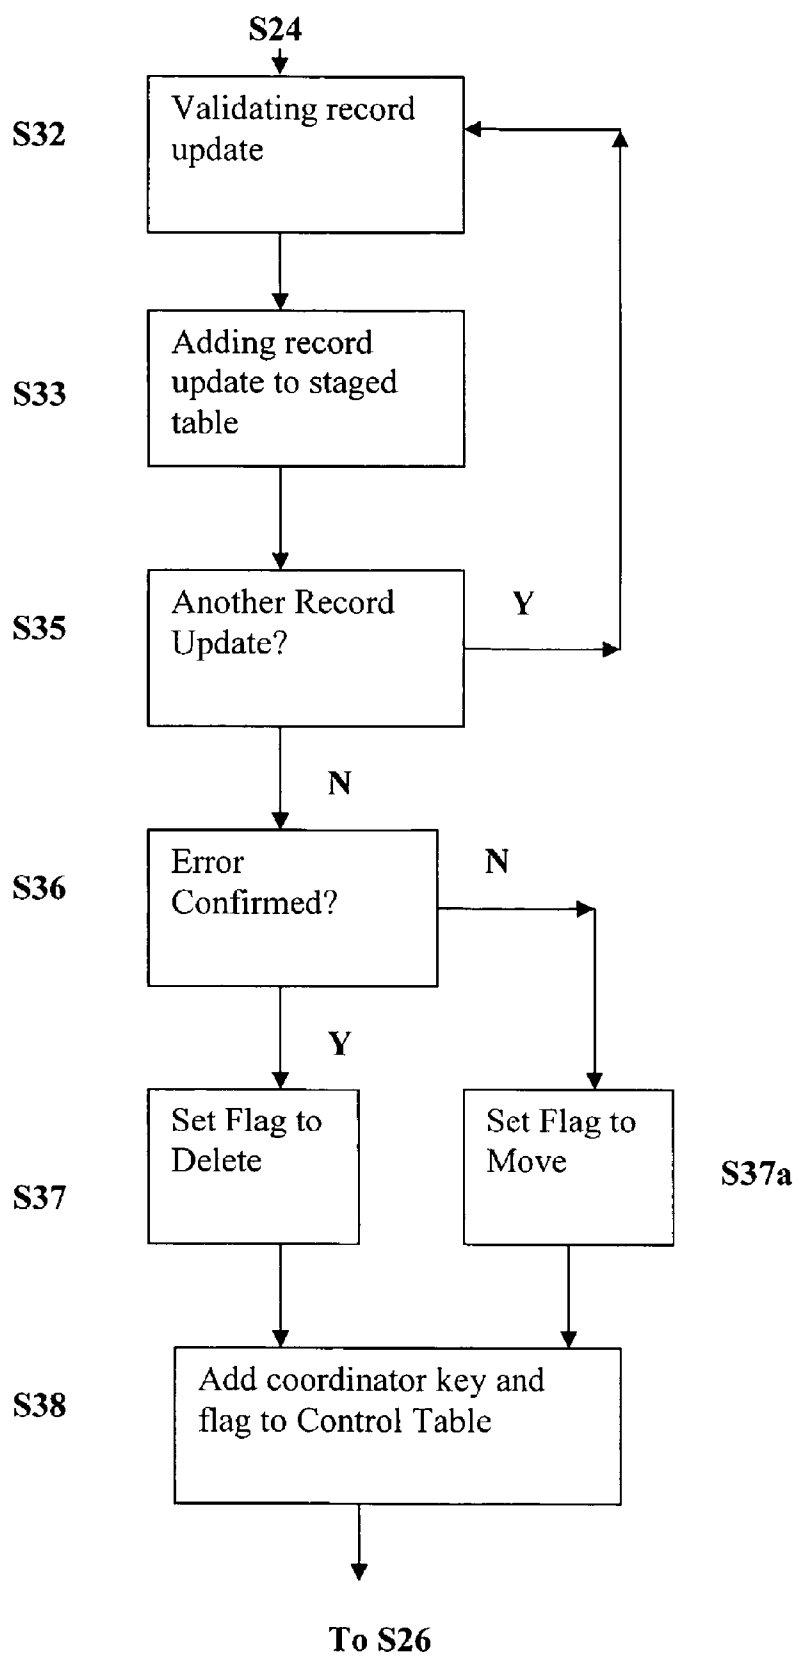 S24
S32
Validating record
update
S33
Adding record
update to staged
table
S35
Another Record
Update?
Y
N
S36
Error
Confirmed?
N
Y
S37
Set Flag to
Delete
Set Flag to
Move
S37a
S38
Add coordinator key and
flag to Control Table
To S26